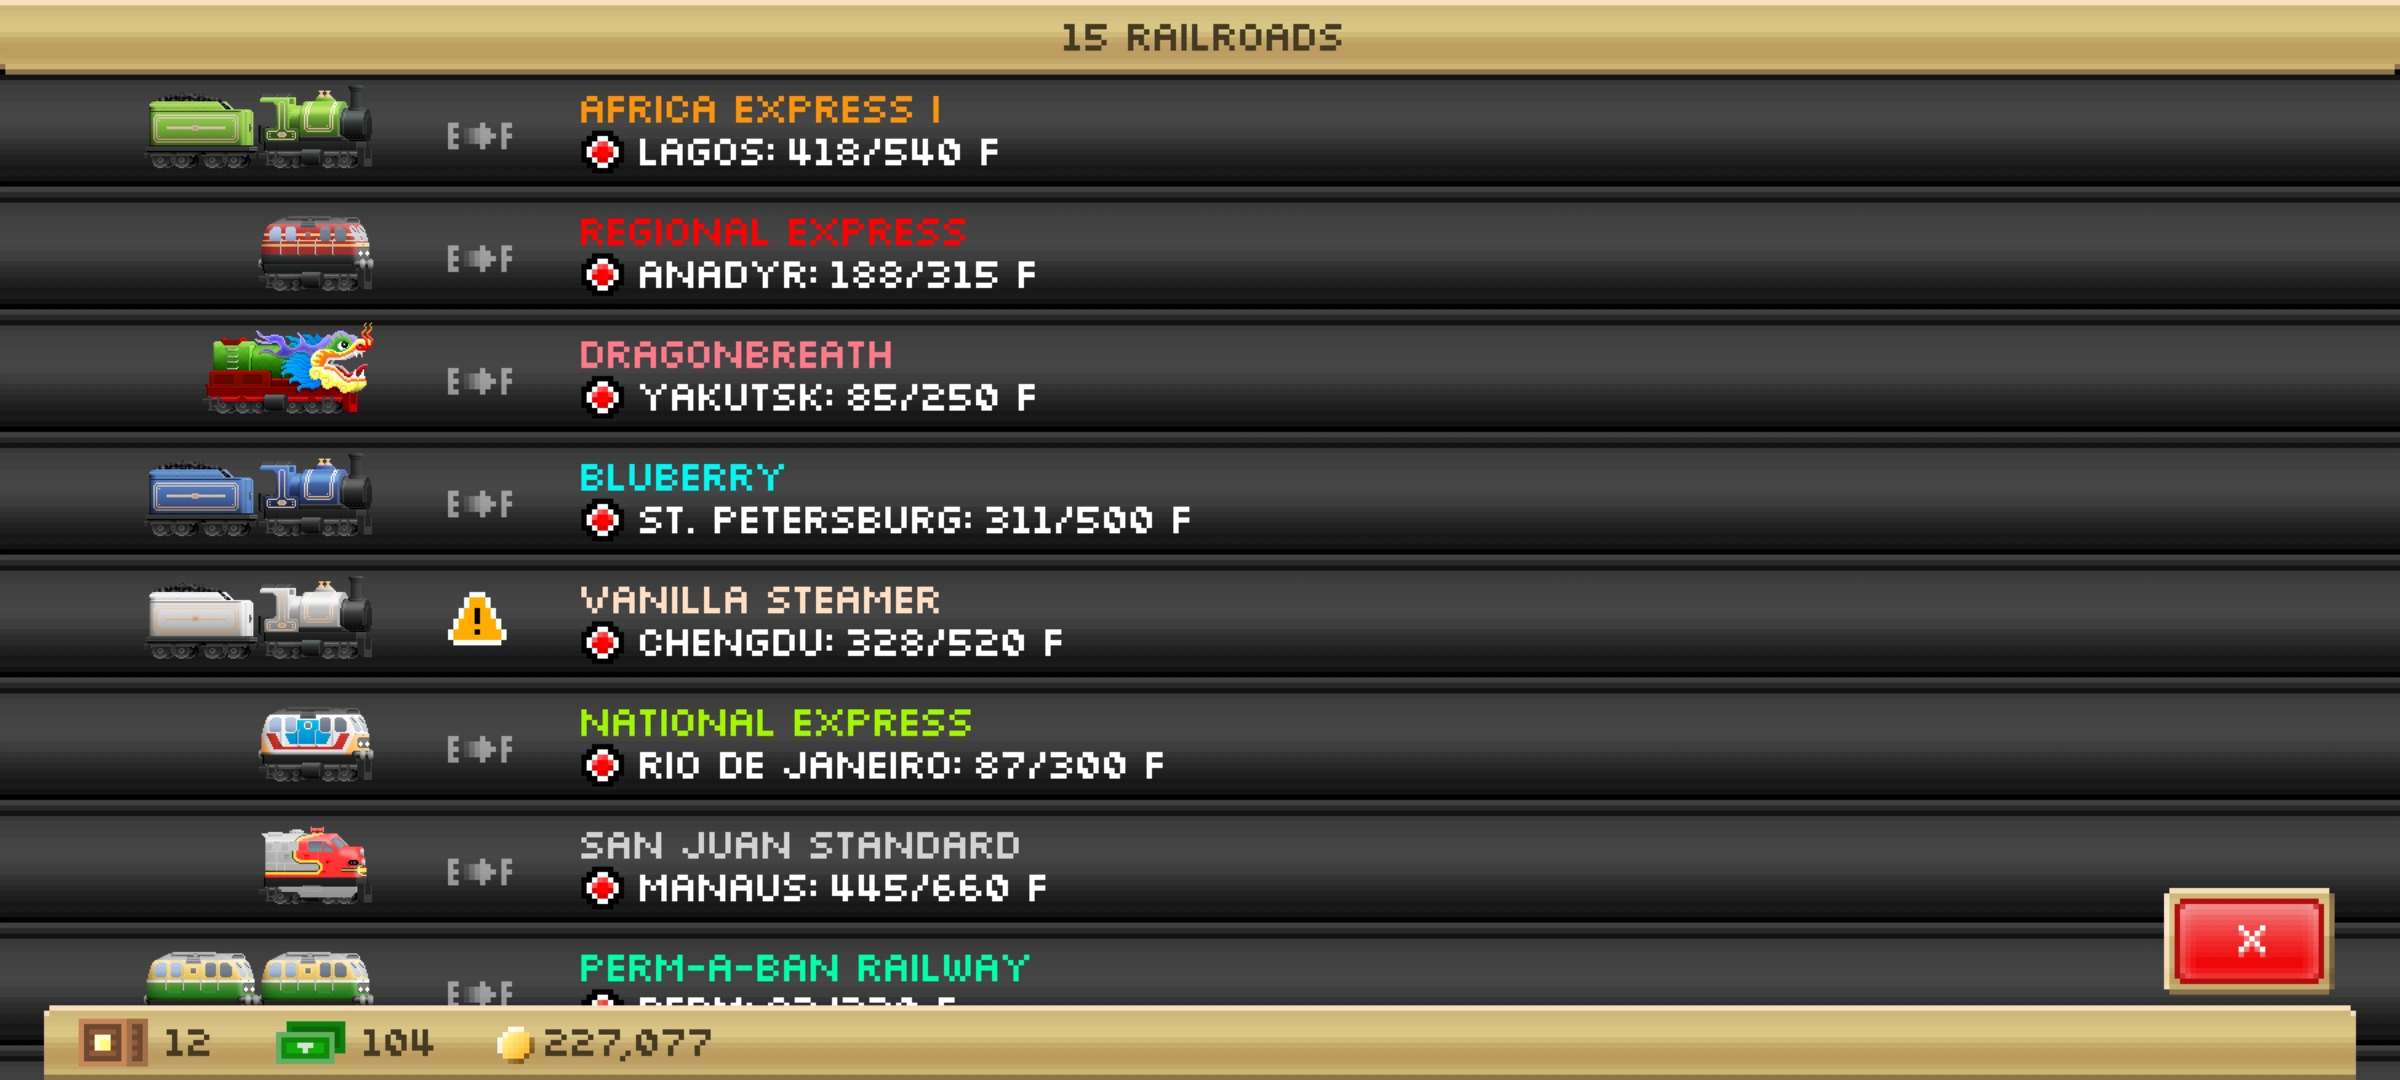 15 RAILROADS
AFRICA EXPRESS I
E F
LAGOS: 418/540 F
REGIONAL EXPRESS
E F
ANADYR: 188/315 F
DRAGONBREATH
E F
YAKUTSK: 85/250 F
BLUBERRY
E F
ST. PETERSBURG: 311/500 F
VANILLA STEAMER
!
CHENGDU: 328/520 F
NATIONAL EXPRESS
E F
RIO DE JANEIRO: 87/300 F
SAN JUAN STANDARD
E F
MANAUS: 445/660 F
X
PERM-A-BAN RAILWAY
E F
12 104 227,077